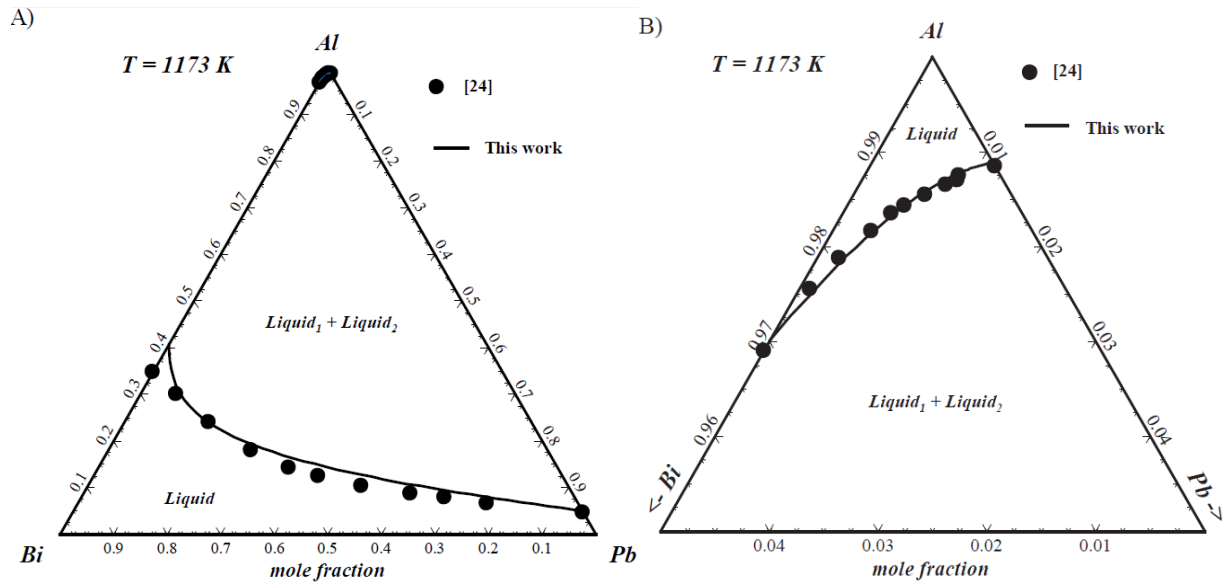 A)
Al
T = 1173 K
[24]
This work
0.9
0.8
0.7
0.6
0.5
0.4
0.3
0.2
0.1
0.1
0.2
0.3
0.4
0.5
0.6
0.7
0.8
0.9
Liquid₁ + Liquid₂
Liquid
Bi
Pb
0.9 0.8 0.7 0.6 0.5 0.4 0.3 0.2 0.1
mole fraction
B)
Al
T = 1173 K
[24]
This work
Liquid
0.99
0.98
0.97
0.96
0.01
0.02
0.03
0.04
Liquid₁ + Liquid₂
<- Bi
Pb ->
0.04 0.03 0.02 0.01
mole fraction